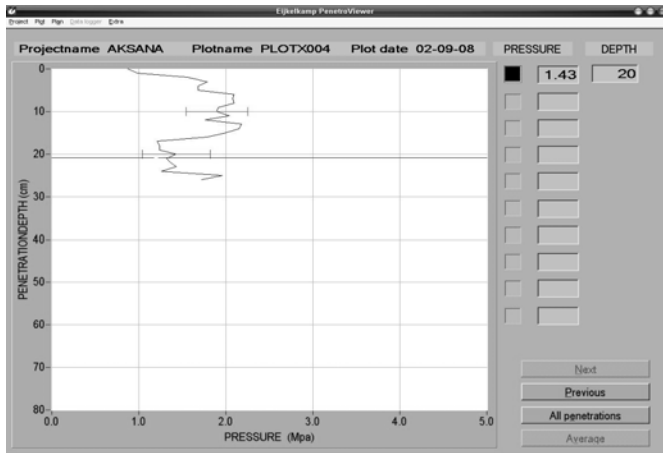 Eijkelkamp PenetroViewer
Project Plot Plan Data logger Extra
Projectname AKSANA Plotname PLOTX004 Plot date 02-09-08 PRESSURE DEPTH
1.43 20
PENETRATIONDEPTH (cm)
0
10
20
30
40
50
60
70
80
0.0 1.0 2.0 3.0 4.0 5.0
PRESSURE (Mpa)
Next
Previous
All penetrations
Average